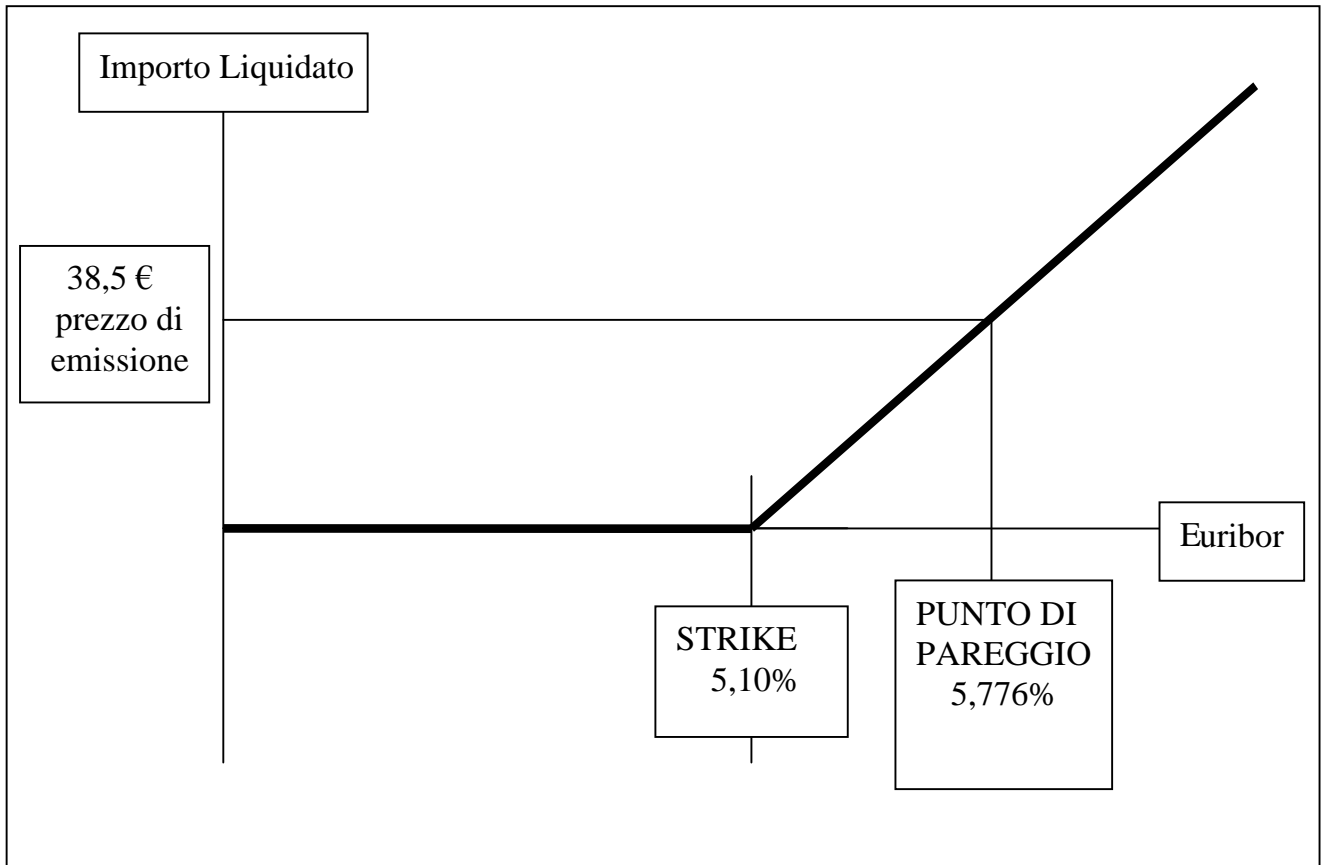 Importo Liquidato
38,5 €
prezzo di
emissione
Euribor
STRIKE
5,10%
PUNTO DI
PAREGGIO
5,776%